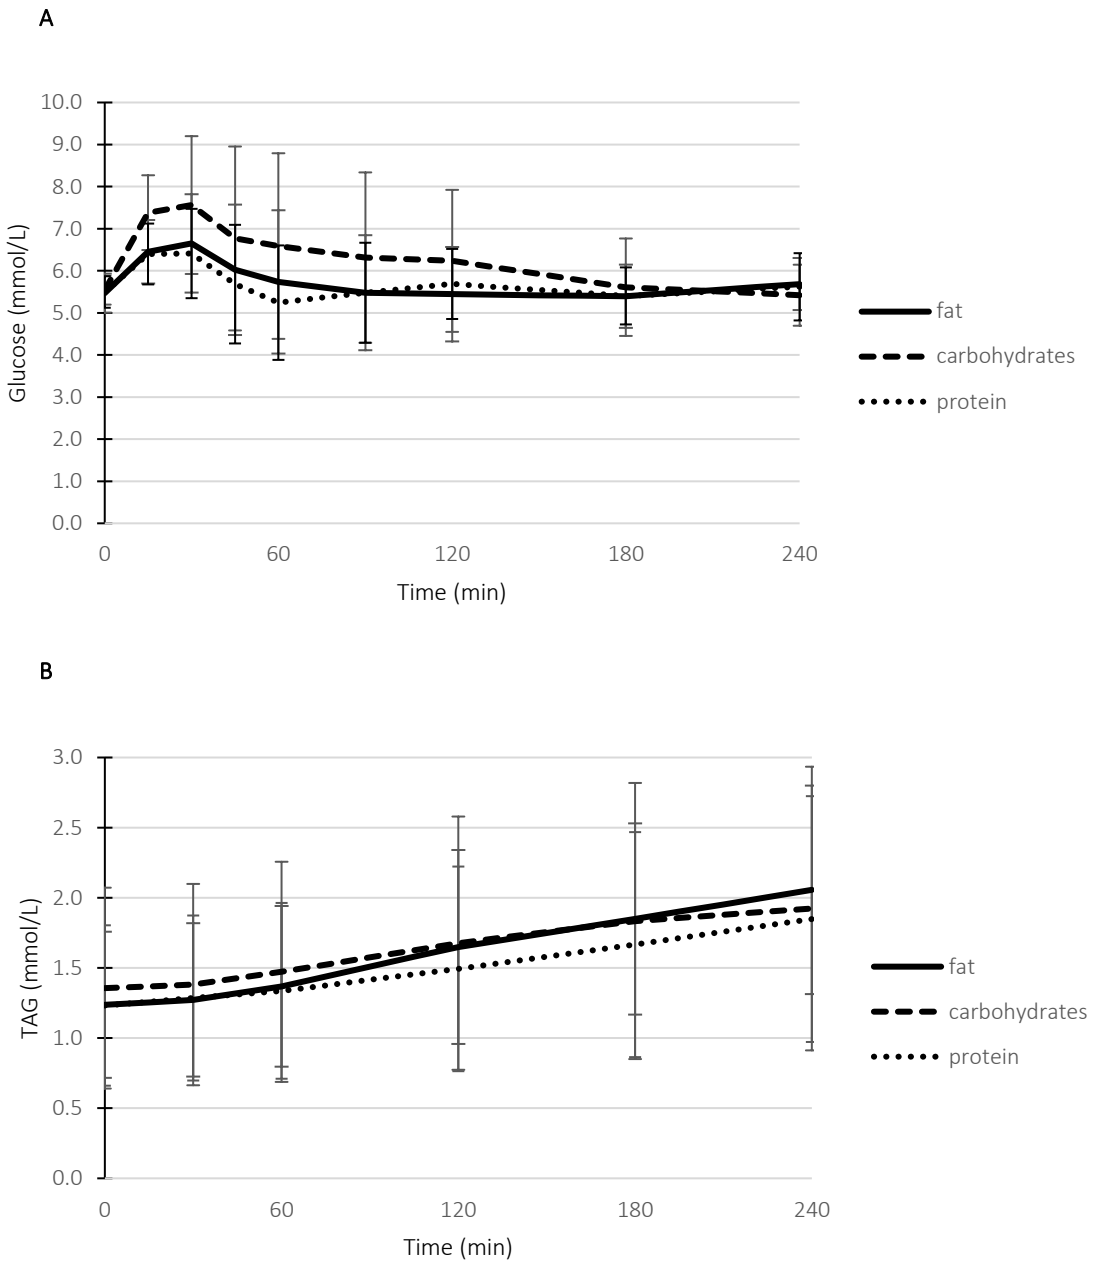 A
10.0
9.0
8.0
7.0
6.0
5.0
4.0
3.0
2.0
1.0
0.0
Glucose (mmol/L)
0 60 120 180 240
Time (min)
fat
carbohydrates
protein
B
3.0
2.5
2.0
1.5
1.0
0.5
0.0
TAG (mmol/L)
0 60 120 180 240
Time (min)
fat
carbohydrates
protein